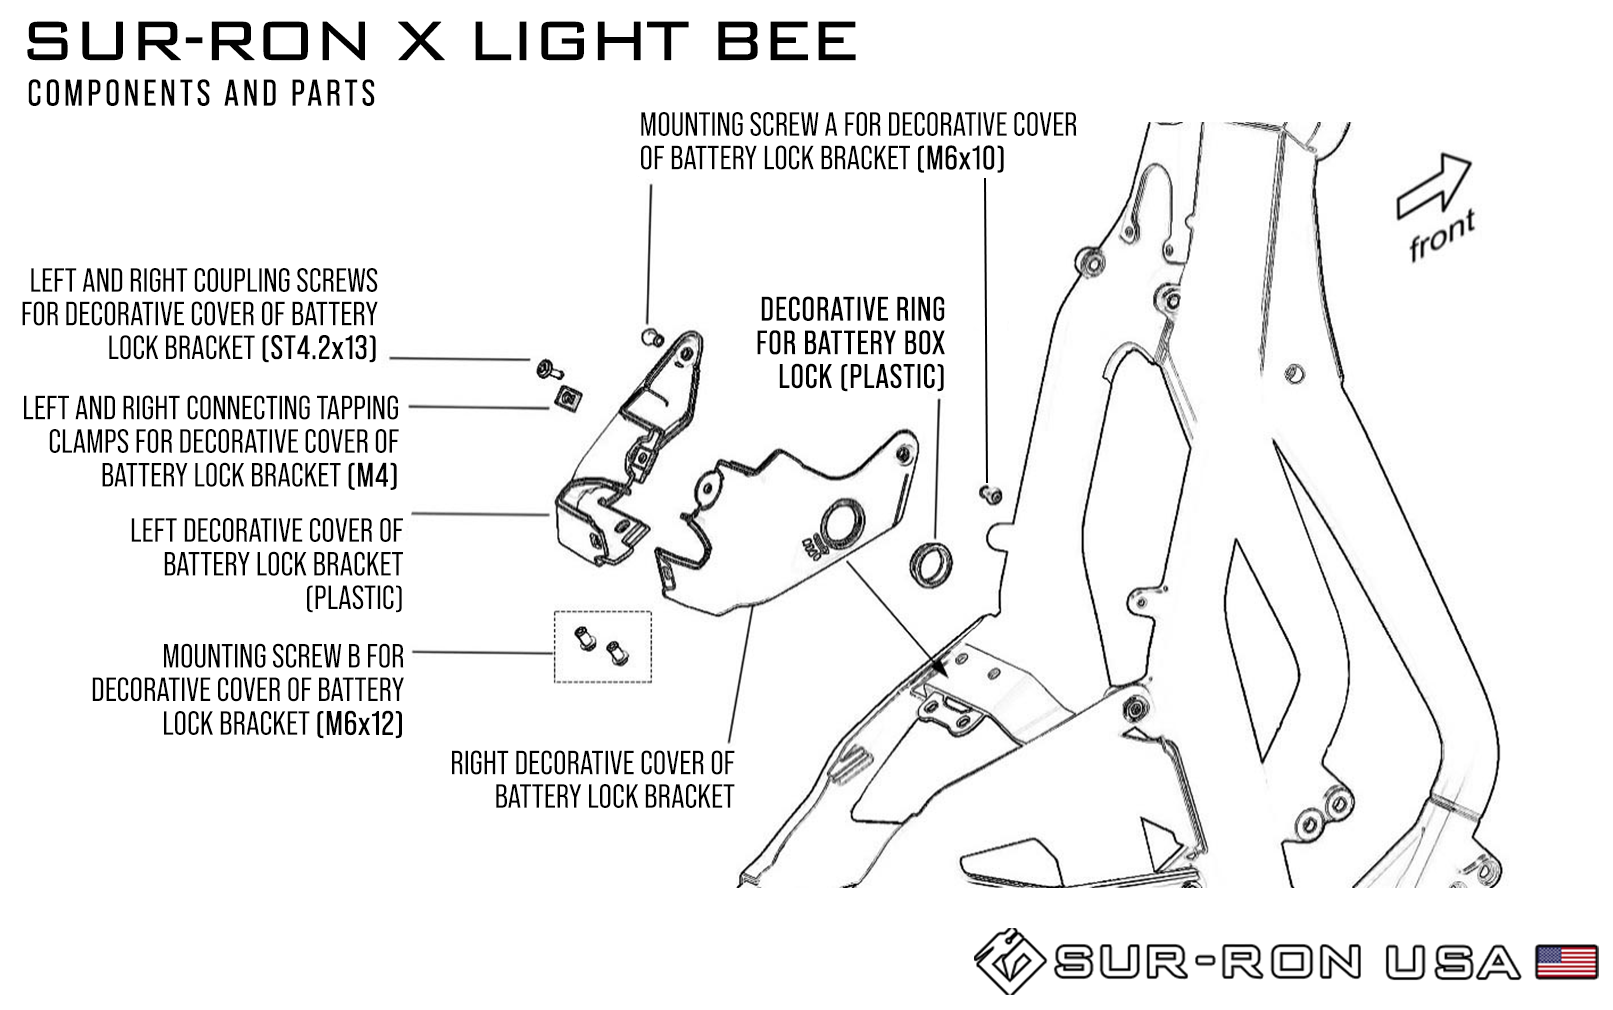 SUR-RON X LIGHT BEE
COMPONENTS AND PARTS
MOUNTING SCREW A FOR DECORATIVE COVER
OF BATTERY LOCK BRACKET (M6x10)
front
LEFT AND RIGHT COUPLING SCREWS
FOR DECORATIVE COVER OF BATTERY
LOCK BRACKET (ST4.2x13)
DECORATIVE RING
FOR BATTERY BOX
LOCK (PLASTIC)
LEFT AND RIGHT CONNECTING TAPPING
CLAMPS FOR DECORATIVE COVER OF
BATTERY LOCK BRACKET (M4)
LEFT DECORATIVE COVER OF
BATTERY LOCK BRACKET
(PLASTIC)
MOUNTING SCREW B FOR
DECORATIVE COVER OF BATTERY
LOCK BRACKET (M6x12)
RIGHT DECORATIVE COVER OF
BATTERY LOCK BRACKET
SUR-RON USA